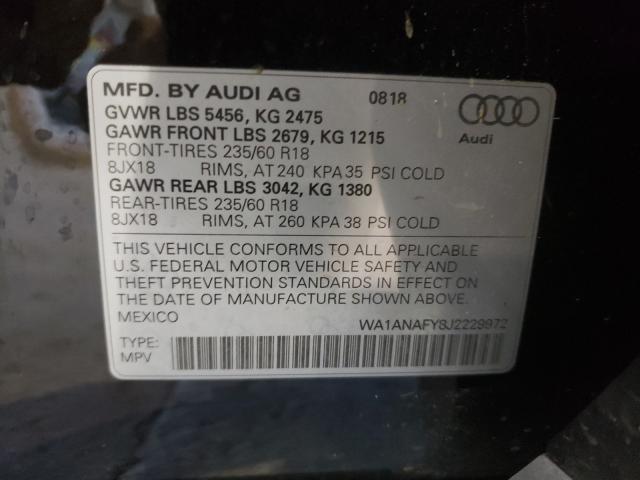 MFD. BY AUDI AG 0818
GVWR LBS 5456, KG 2475
GAWR FRONT LBS 2679, KG 1215
Audi
FRONT-TIRES 235/60 R18
8JX18 RIMS, AT 240 KPA 35 PSI COLD
GAWR REAR LBS 3042, KG 1380
REAR-TIRES 235/60 R18
8JX18 RIMS, AT 260 KPA 38 PSI COLD
THIS VEHICLE CONFORMS TO ALL APPLICABLE
U.S. FEDERAL MOTOR VEHICLE SAFETY AND
THEFT PREVENTION STANDARDS IN EFFECT ON
THE DATE OF MANUFACTURE SHOWN ABOVE.
MEXICO
WA1ANAFY8J2229972
TYPE:
MPV